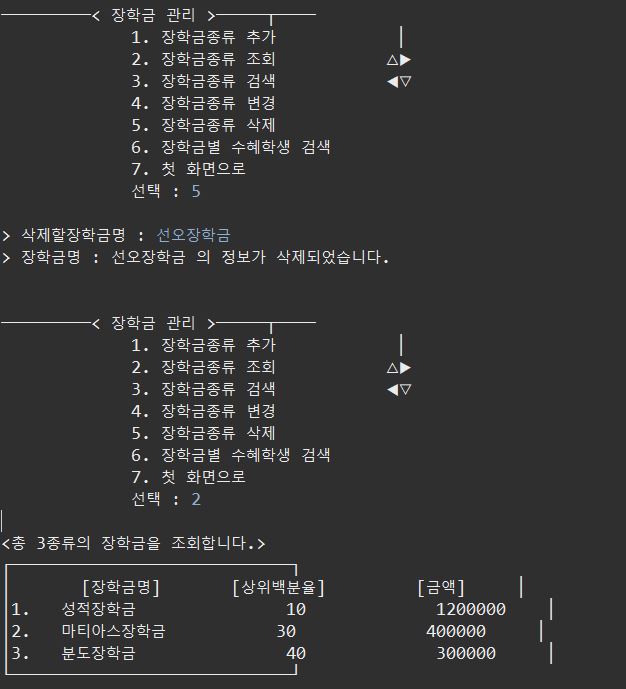 < 장학금 관리 >
1. 장학금종류 추가
2. 장학금종류 조회
3. 장학금종류 검색
4. 장학금종류 변경
5. 장학금종류 삭제
6. 장학금별 수혜학생 검색
7. 첫 화면으로
선택 : 5
> 삭제할장학금명 : 선오장학금
> 장학금명 : 선오장학금 의 정보가 삭제되었습니다.
< 장학금 관리 >
1. 장학금종류 추가
2. 장학금종류 조회
3. 장학금종류 검색
4. 장학금종류 변경
5. 장학금종류 삭제
6. 장학금별 수혜학생 검색
7. 첫 화면으로
선택 : 2
<총 3종류의 장학금을 조회합니다.>
[장학금명] [상위백분율] [금액]
1. 성적장학금 10 1200000
2. 마티아스장학금 30 400000
3. 분도장학금 40 300000